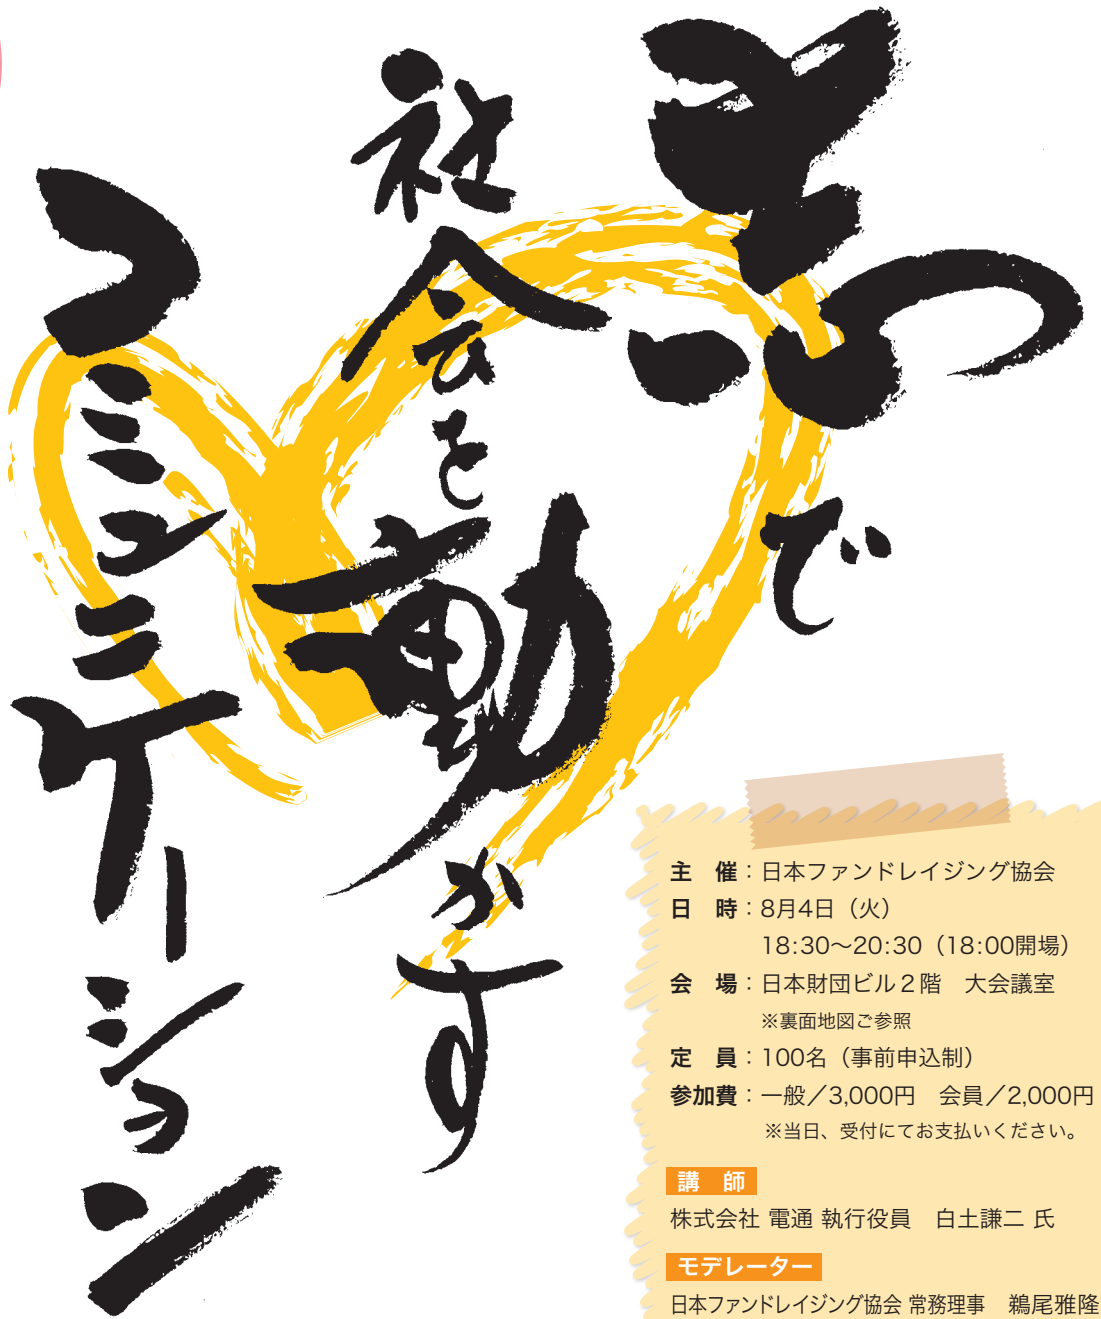 志で
社会を動かす
コミュニケーション
主　催：日本ファンドレイジング協会
日　時：8月4日（火）
18:30〜20:30（18:00開場）
会　場：日本財団ビル２階　大会議室
※裏面地図ご参照
定　員：100名（事前申込制）
参加費：一般／3,000円　会員／2,000円
※当日、受付にてお支払いください。
講　師
株式会社 電通 執行役員　白土謙二 氏
モデレーター
日本ファンドレイジング協会 常務理事　鵜尾雅隆